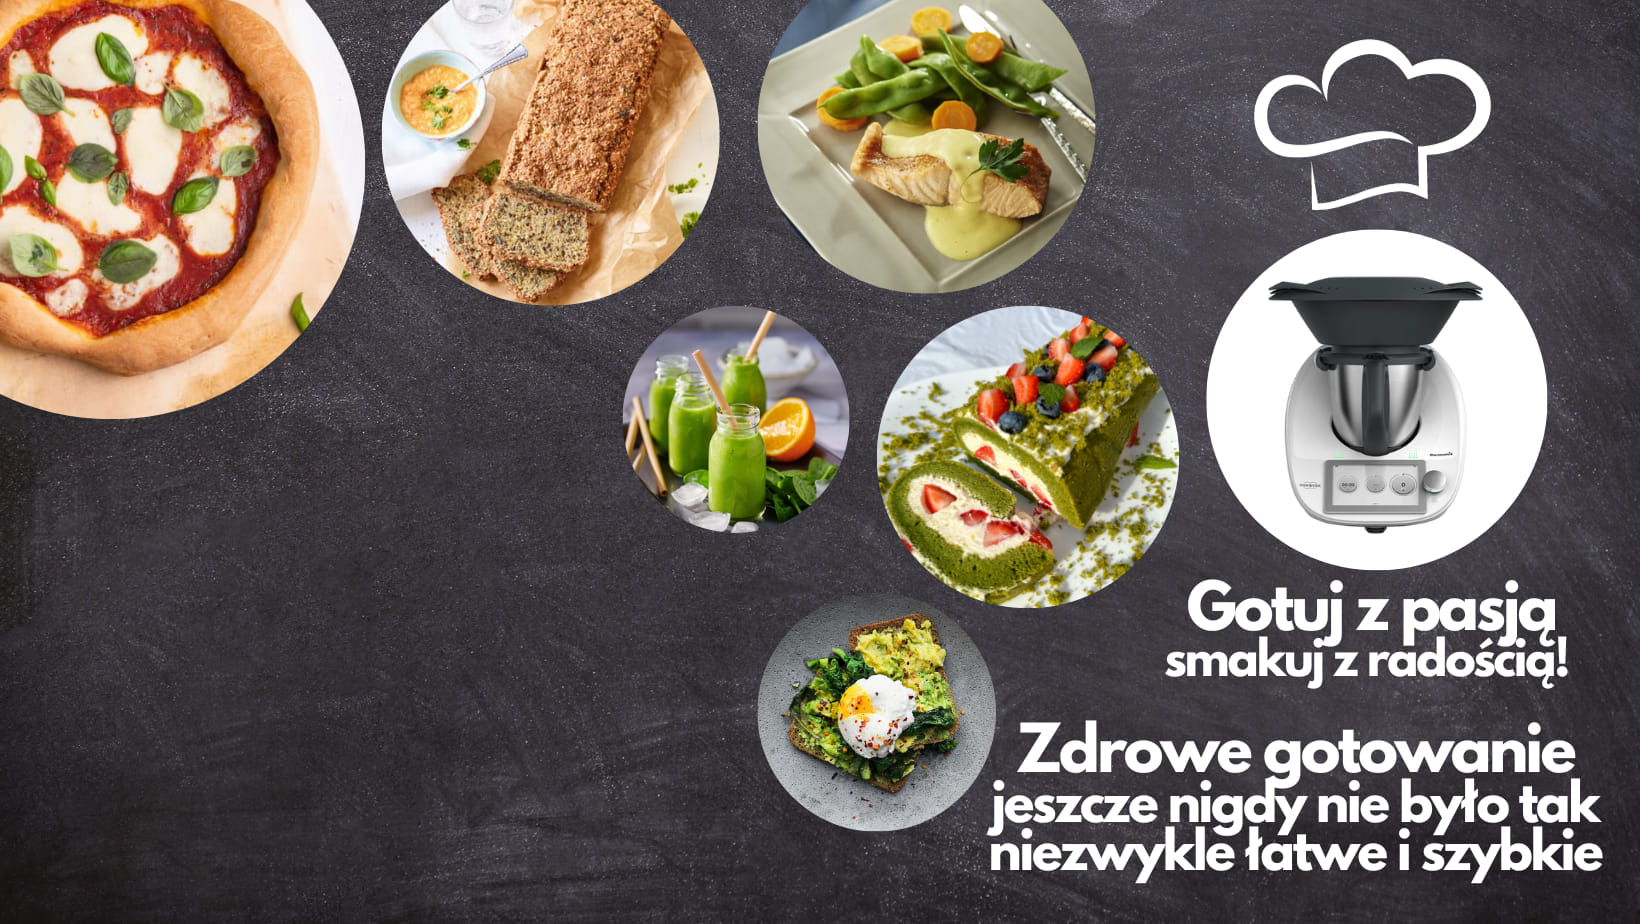 Gotuj z pasją
smakuj z radością!
Zdrowe gotowanie
jeszcze nigdy nie było tak
niezwykle łatwe i szybkie